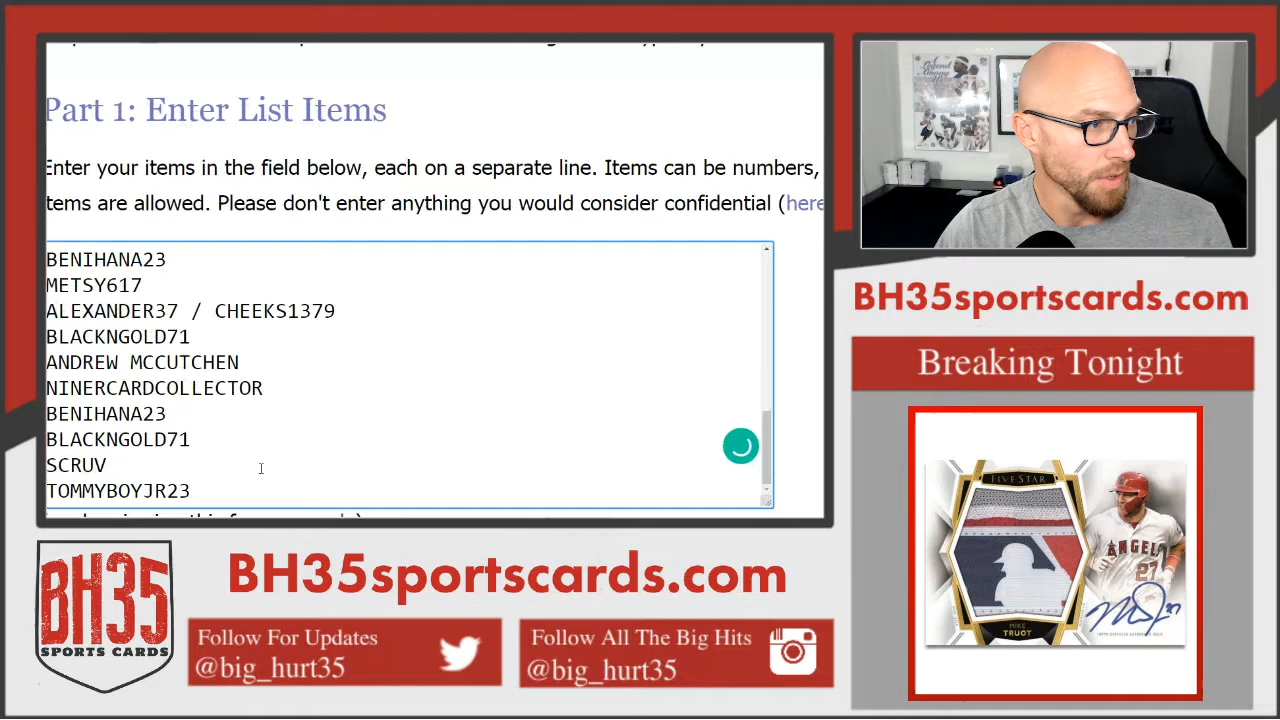 Part 1: Enter List Items
Enter your items in the field below, each on a separate line. Items can be numbers,
tems are allowed. Please don't enter anything you would consider confidential (here
BENIHANA23
METSY617
ALEXANDER37 / CHEEKS1379
BLACKNGOLD71
ANDREW MCCUTCHEN
NINERCARDCOLLECTOR
BENIHANA23
BLACKNGOLD71
SCRUV
TOMMYBOYJR23
BH35sportscards.com
Breaking Tonight
FIVE STAR
ANGELS
27
MIKE
TRUOT
BH35
SPORTS CARDS
BH35sportscards.com
Follow For Updates
@big_hurt35
Follow All The Big Hits
@big_hurt35